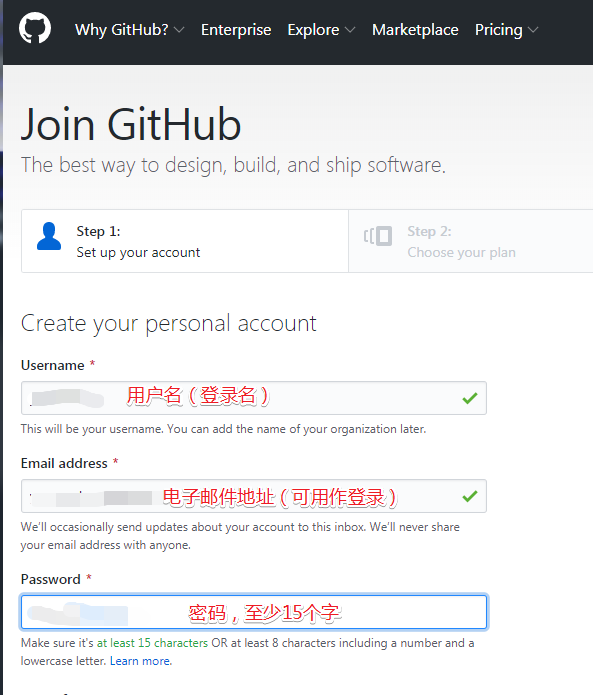 Why GitHub? Enterprise Explore Marketplace Pricing
Join GitHub
The best way to design, build, and ship software.
Step 1:
Set up your account
Step 2:
Choose your plan
Create your personal account
Username *
用户名（登录名）
This will be your username. You can add the name of your organization later.
Email address *
电子邮件地址（可用作登录）
We'll occasionally send updates about your account to this inbox. We'll never share
your email address with anyone.
Password *
密码，至少15个字
Make sure it's at least 15 characters OR at least 8 characters including a number and a
lowercase letter. Learn more.